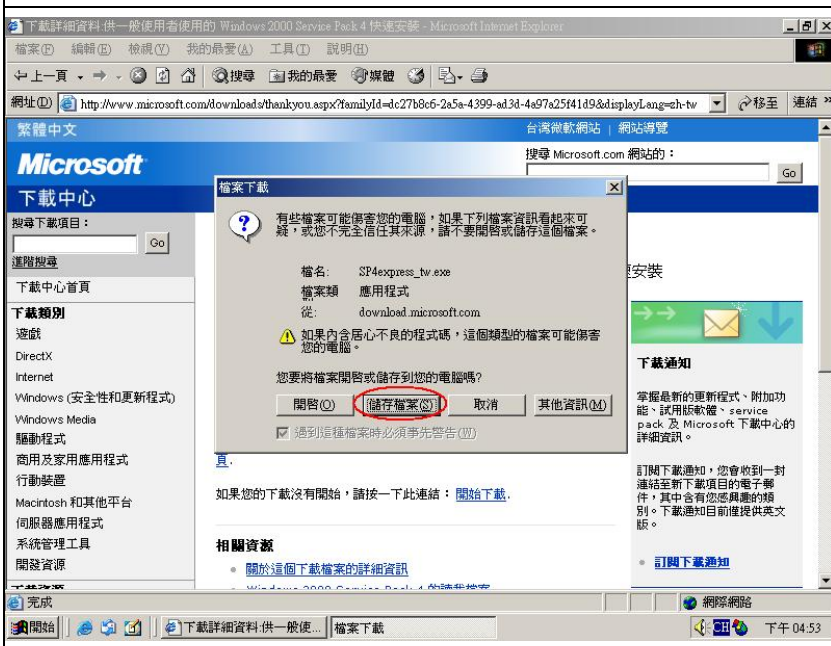 下載詳細資料:供一般使用者使用的 Windows 2000 Service Pack 4 快速安裝 - Microsoft Internet Explorer
檔案(F) 編輯(E) 檢視(V) 我的最愛(A) 工具(T) 說明(H)
上一頁 搜尋 我的最愛 媒體
網址(D) http://www.microsoft.com/downloads/thankyou.aspx?familyId=dc27b8c6-2a5a-4399-ad3d-4a97a25f41d9&displayLang=zh-tw 移至 連結 »
繁體中文 台灣微軟網站 | 網站導覽
Microsoft
搜尋 Microsoft.com 網站的：
Go
下載中心
搜尋下載項目：
Go
進階搜尋
下載中心首頁
下載類別
遊戲
DirectX
Internet
Windows (安全性和更新程式)
Windows Media
驅動程式
商用及家用應用程式
行動裝置
Macintosh 和其他平台
伺服器應用程式
系統管理工具
開發資源
檔案下載
有些檔案可能傷害您的電腦，如果下列檔案資訊看起來可
疑，或您不完全信任其來源，請不要開啟或儲存這個檔案。
檔名: SP4express_tw.exe
檔案類 應用程式
從: download.microsoft.com
如果內含居心不良的程式碼，這個類型的檔案可能傷害
您的電腦。
您要將檔案開啟或儲存到您的電腦嗎?
開啟(O) 儲存檔案(S) 取消 其他資訊(M)
遇到這種檔案時必須事先警告(W)
安裝
頁.
如果您的下載沒有開始，請按一下此連結：開始下載.
相關資源
關於這個下載檔案的詳細資訊
Windows 2000 Service Pack 4 的讀我檔案
下載通知
掌握最新的更新程式、附加功
能、試用版軟體、service
pack 及 Microsoft 下載中心的
詳細資訊。
訂閱下載通知，您會收到一封
連結至新下載項目的電子郵
件，其中含有您感興趣的類
別。下載通知目前僅提供英文
版。
訂閱下載通知
完成 網際網路
開始 下載詳細資料:供一般使... 檔案下載 CH 下午 04:53